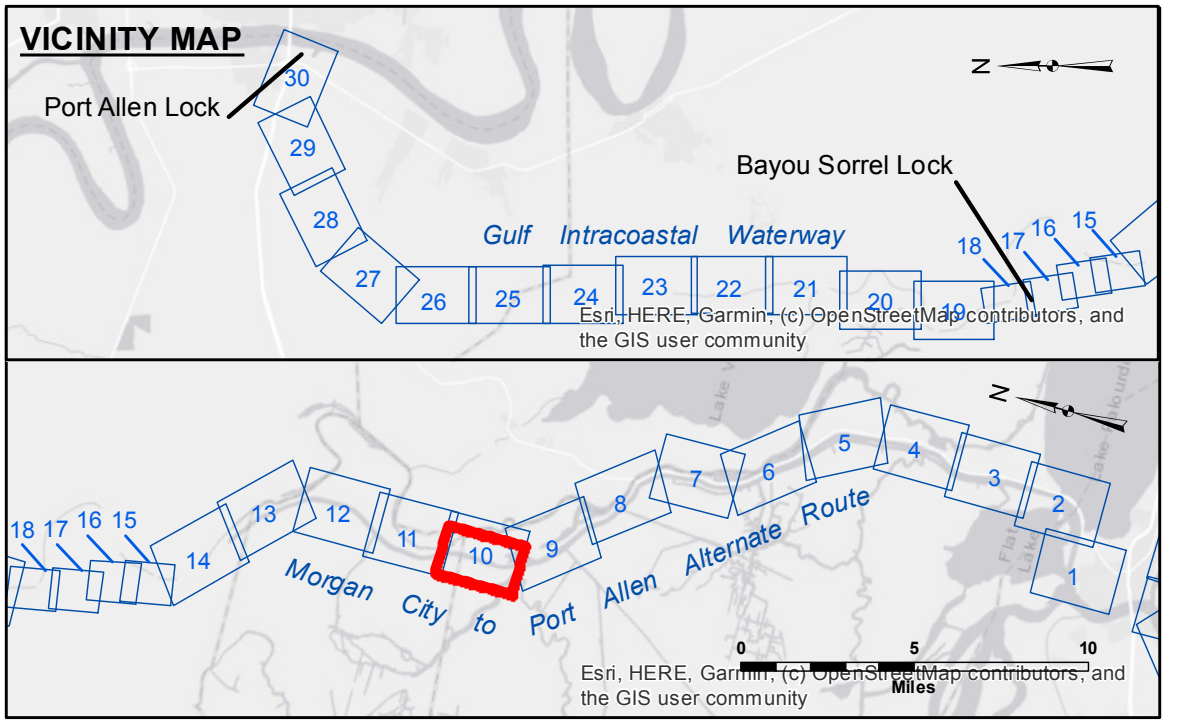 VICINITY MAP
N
30
Port Allen Lock
29
Bayou Sorrel Lock
28
Gulf Intracoastal Waterway
18 17 16 15
27
26 25 24 23 22 21 20 19
Esri, HERE, Garmin, (c) OpenStreetMap contributors, and
the GIS user community
N
Lake
5
4
7
6
3
13
8
2
12
18 17 16 15
14
11
10
9
1
Flat
Lake
Morgan City to Port Allen Alternate Route
0 5 10
Miles
Esri, HERE, Garmin, (c) OpenStreetMap contributors, and
the GIS user community